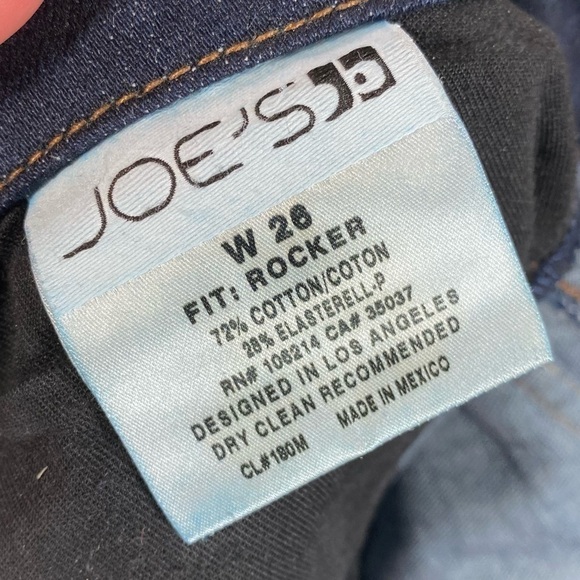 JOE'S
W 26
FIT: ROCKER
72% COTTON/COTON
28% ELASTERELL.P
RN# 106214 CA# 35037
DESIGNED IN LOS ANGELES
DRY CLEAN RECOMMENDED
CL#180M MADE IN MEXICO